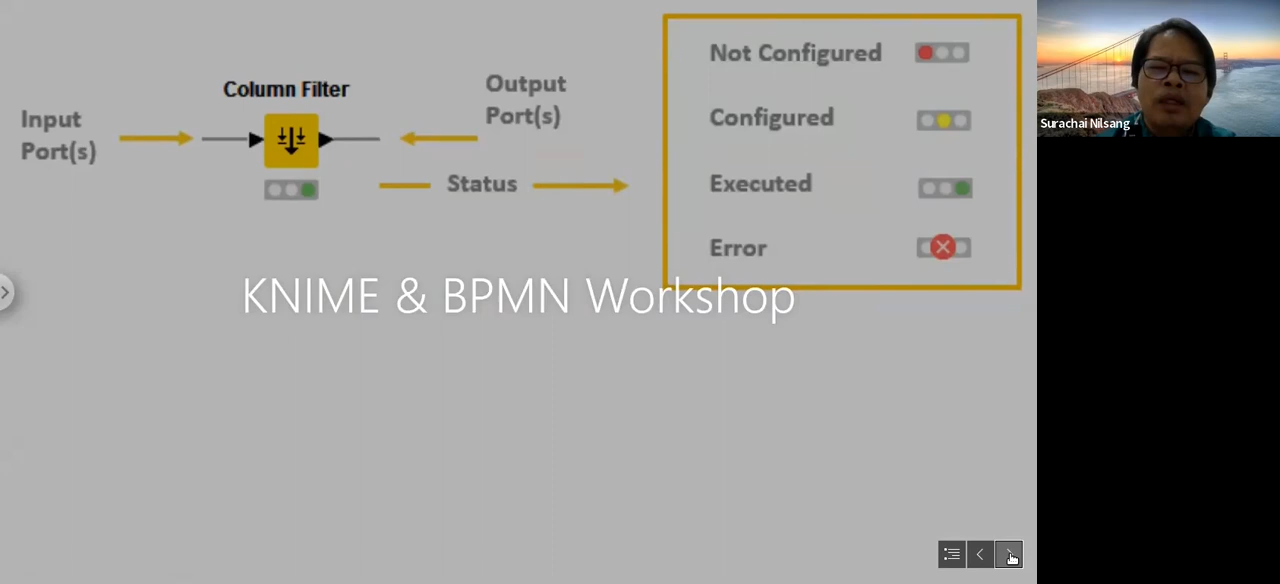 Input
Port(s)
Column Filter
Output
Port(s)
Status
Not Configured
Configured
Executed
Error
KNIME & BPMN Workshop
Surachai Nilsang